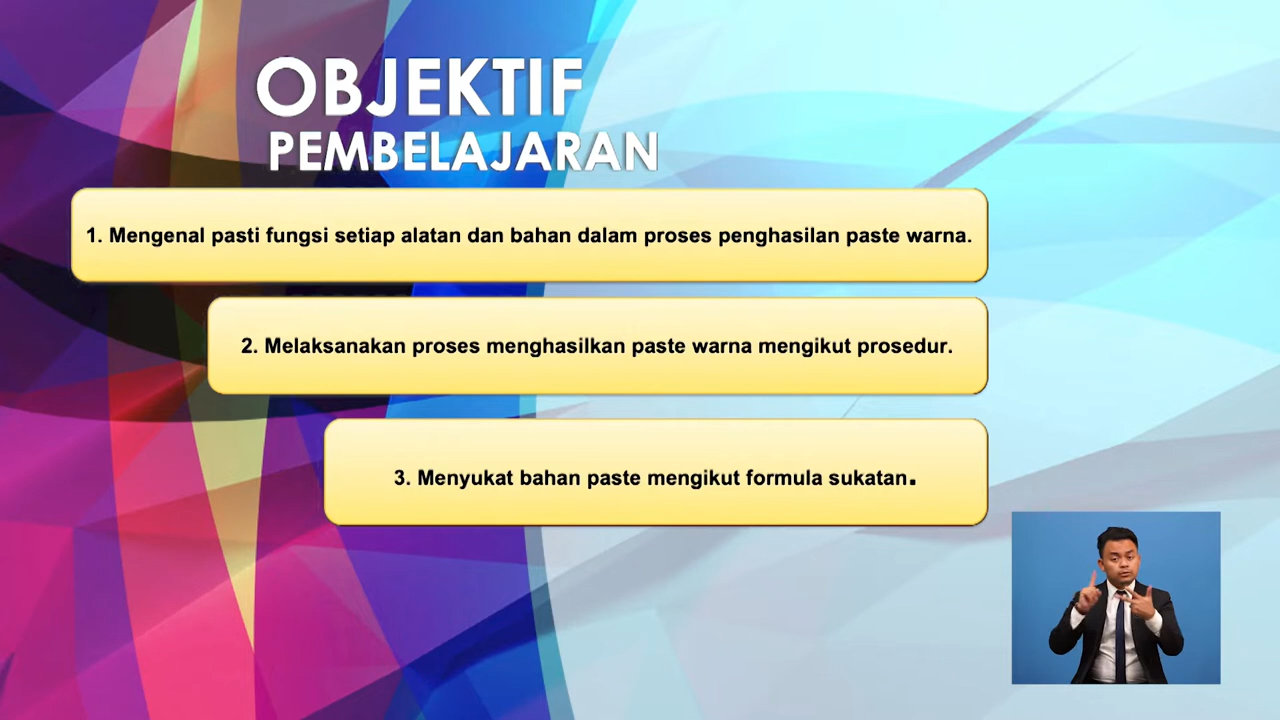 OBJEKTIF
PEMBELAJARAN
1. Mengenal pasti fungsi setiap alatan dan bahan dalam proses penghasilan paste warna.
2. Melaksanakan proses menghasilkan paste warna mengikut prosedur.
3. Menyukat bahan paste mengikut formula sukatan.